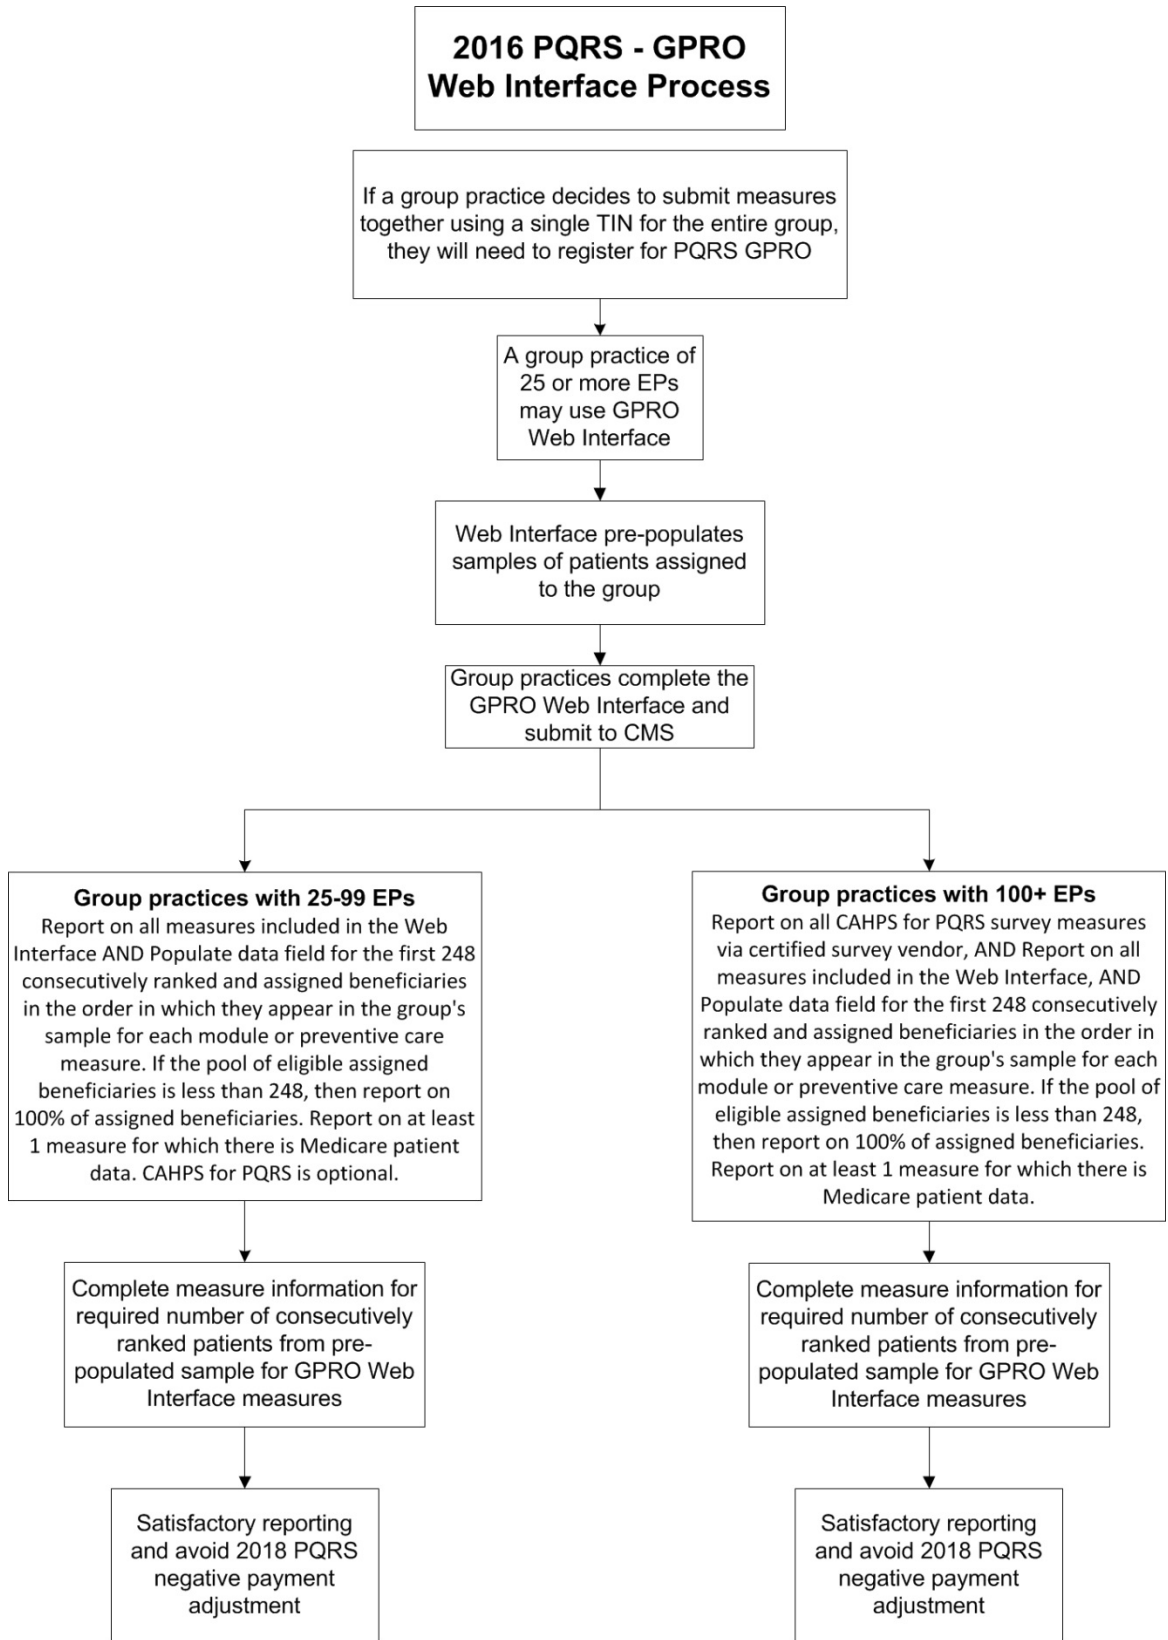 2016 PQRS - GPRO
Web Interface Process
If a group practice decides to submit measures
together using a single TIN for the entire group,
they will need to register for PQRS GPRO
A group practice of
25 or more EPs
may use GPRO
Web Interface
Web Interface pre-populates
samples of patients assigned
to the group
Group practices complete the
GPRO Web Interface and
submit to CMS
Group practices with 25-99 EPs
Report on all measures included in the Web
Interface AND Populate data field for the first 248
consecutively ranked and assigned beneficiaries
in the order in which they appear in the group's
sample for each module or preventive care
measure. If the pool of eligible assigned
beneficiaries is less than 248, then report on
100% of assigned beneficiaries. Report on at least
1 measure for which there is Medicare patient
data. CAHPS for PQRS is optional.
Group practices with 100+ EPs
Report on all CAHPS for PQRS survey measures
via certified survey vendor, AND Report on all
measures included in the Web Interface, AND
Populate data field for the first 248 consecutively
ranked and assigned beneficiaries in the order in
which they appear in the group's sample for each
module or preventive care measure. If the pool of
eligible assigned beneficiaries is less than 248,
then report on 100% of assigned beneficiaries.
Report on at least 1 measure for which there is
Medicare patient data.
Complete measure information for
required number of consecutively
ranked patients from pre-
populated sample for GPRO Web
Interface measures
Complete measure information for
required number of consecutively
ranked patients from pre-
populated sample for GPRO Web
Interface measures
Satisfactory reporting
and avoid 2018 PQRS
negative payment
adjustment
Satisfactory reporting
and avoid 2018 PQRS
negative payment
adjustment